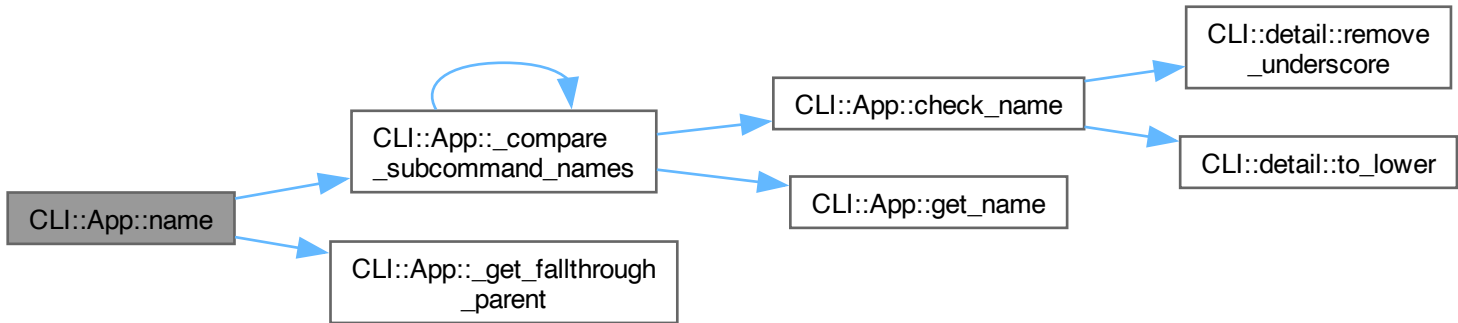 CLI::App::name
CLI::App::_compare
_subcommand_names
CLI::App::_get_fallthrough
_parent
CLI::App::check_name
CLI::App::get_name
CLI::detail::remove
_underscore
CLI::detail::to_lower